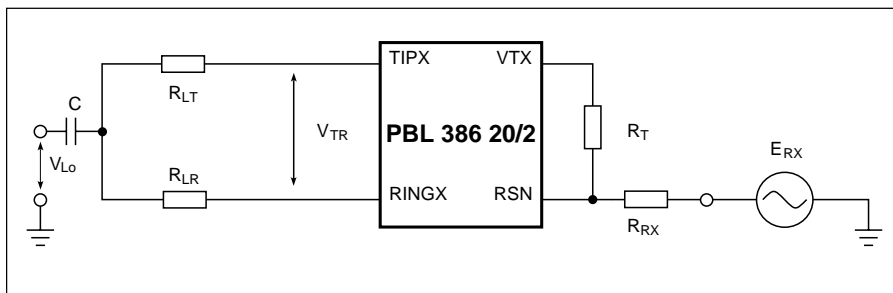 TIPX VTX
C
R_LT
V_TR
PBL 386 20/2
R_T
E_RX
V_Lo
R_LR
RINGX RSN
R_RX